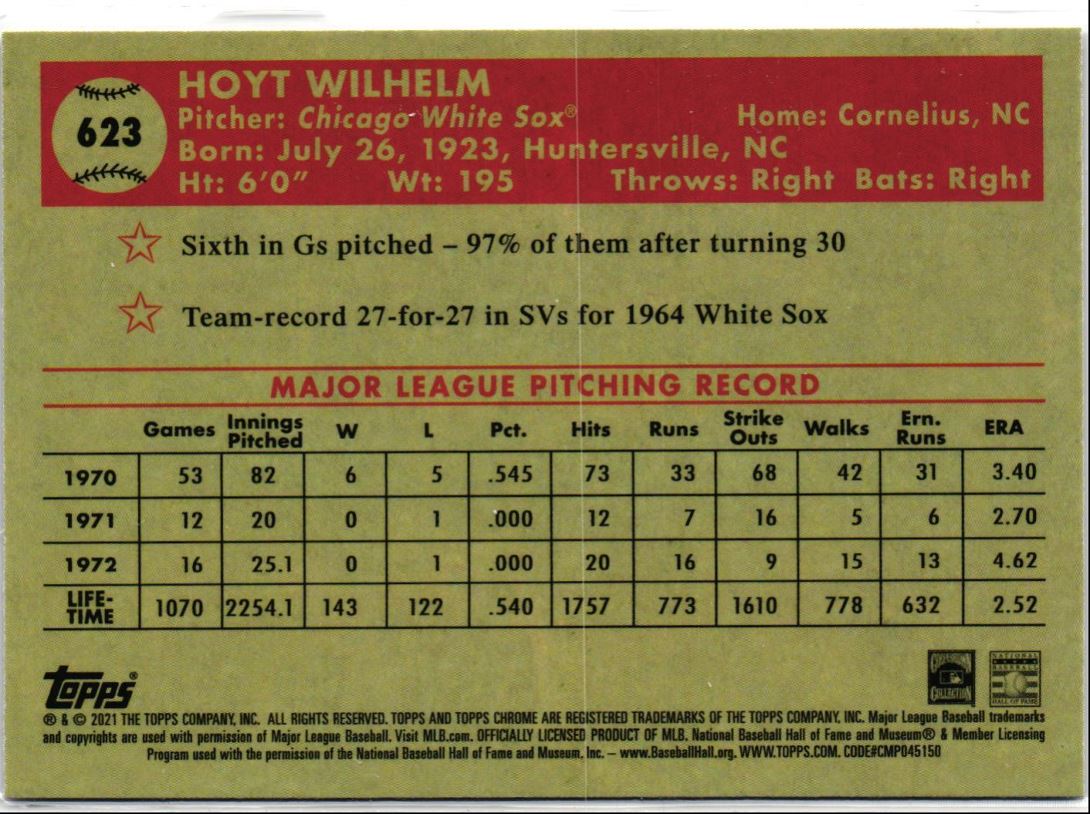 623
HOYT WILHELM
Pitcher: Chicago White Sox®
Home: Cornelius, NC
Born: July 26, 1923, Huntersville, NC
Ht: 6'0" Wt: 195 Throws: Right Bats: Right
Sixth in Gs pitched – 97% of them after turning 30
Team-record 27-for-27 in SVs for 1964 White Sox
MAJOR LEAGUE PITCHING RECORD
Games Innings Pitched W L Pct. Hits Runs Strike Outs Walks Ern. Runs ERA
1970 53 82 6 5 .545 73 33 68 42 31 3.40
1971 12 20 0 1 .000 12 7 16 5 6 2.70
1972 16 25.1 0 1 .000 20 16 9 15 13 4.62
LIFE-TIME 1070 2254.1 143 122 .540 1757 773 1610 778 632 2.52
Topps®
COOPERSTOWN COLLECTION
NATIONAL BASEBALL HALL OF FAME
® & © 2021 THE TOPPS COMPANY, INC. ALL RIGHTS RESERVED. TOPPS AND TOPPS CHROME ARE REGISTERED TRADEMARKS OF THE TOPPS COMPANY, INC. Major League Baseball trademarks
and copyrights are used with permission of Major League Baseball. Visit MLB.com. OFFICIALLY LICENSED PRODUCT OF MLB. National Baseball Hall of Fame and Museum® & Member Licensing
Program used with the permission of the National Baseball Hall of Fame and Museum, Inc. – www.BaseballHall.org. WWW.TOPPS.COM. CODE#CMP045150